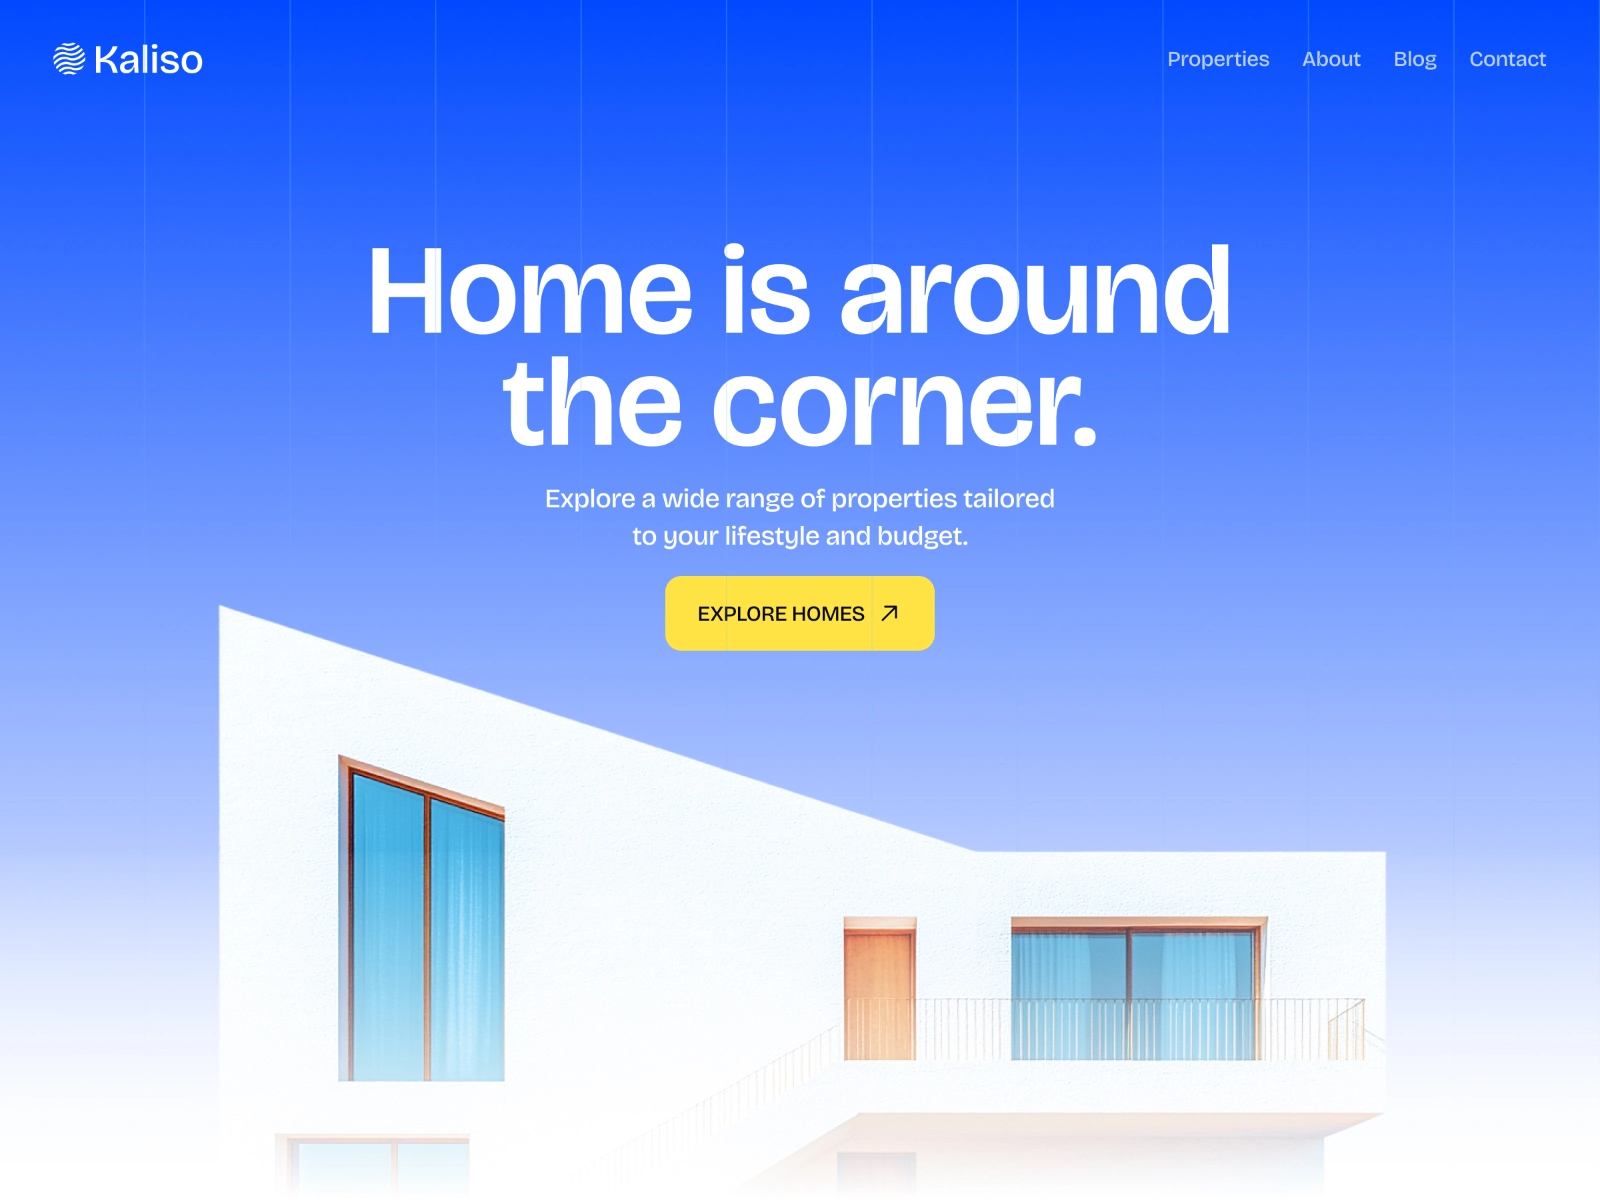 Kaliso
Properties About Blog Contact
Home is around
the corner.
Explore a wide range of properties tailored
to your lifestyle and budget.
EXPLORE HOMES